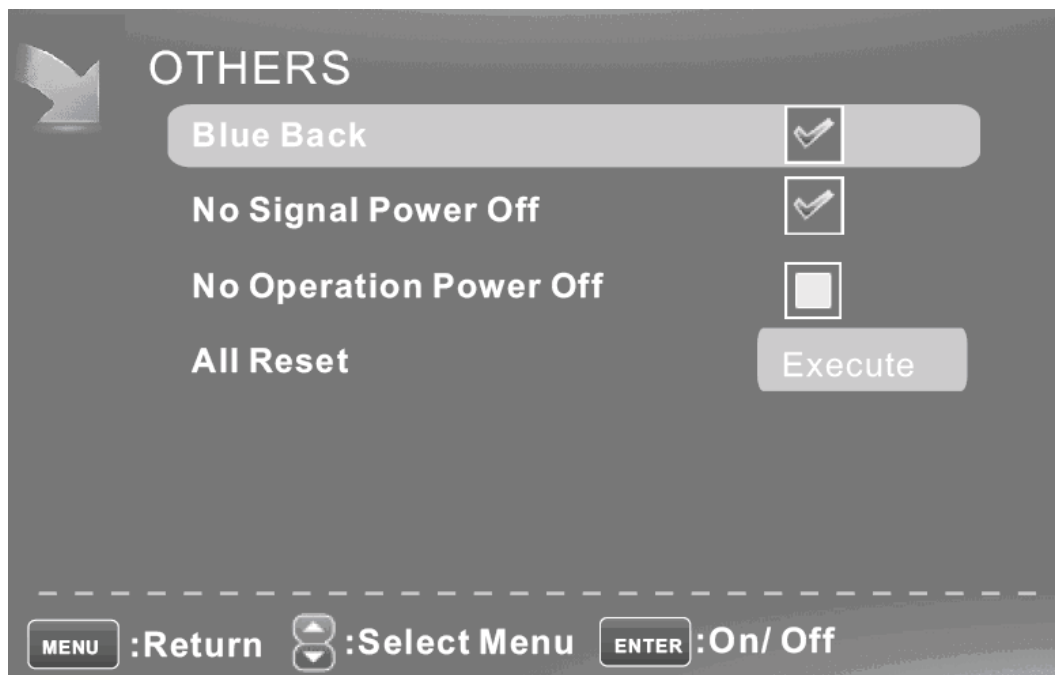 OTHERS
Blue Back
No Signal Power Off
No Operation Power Off
All Reset Execute
MENU :Return :Select Menu ENTER :On/ Off